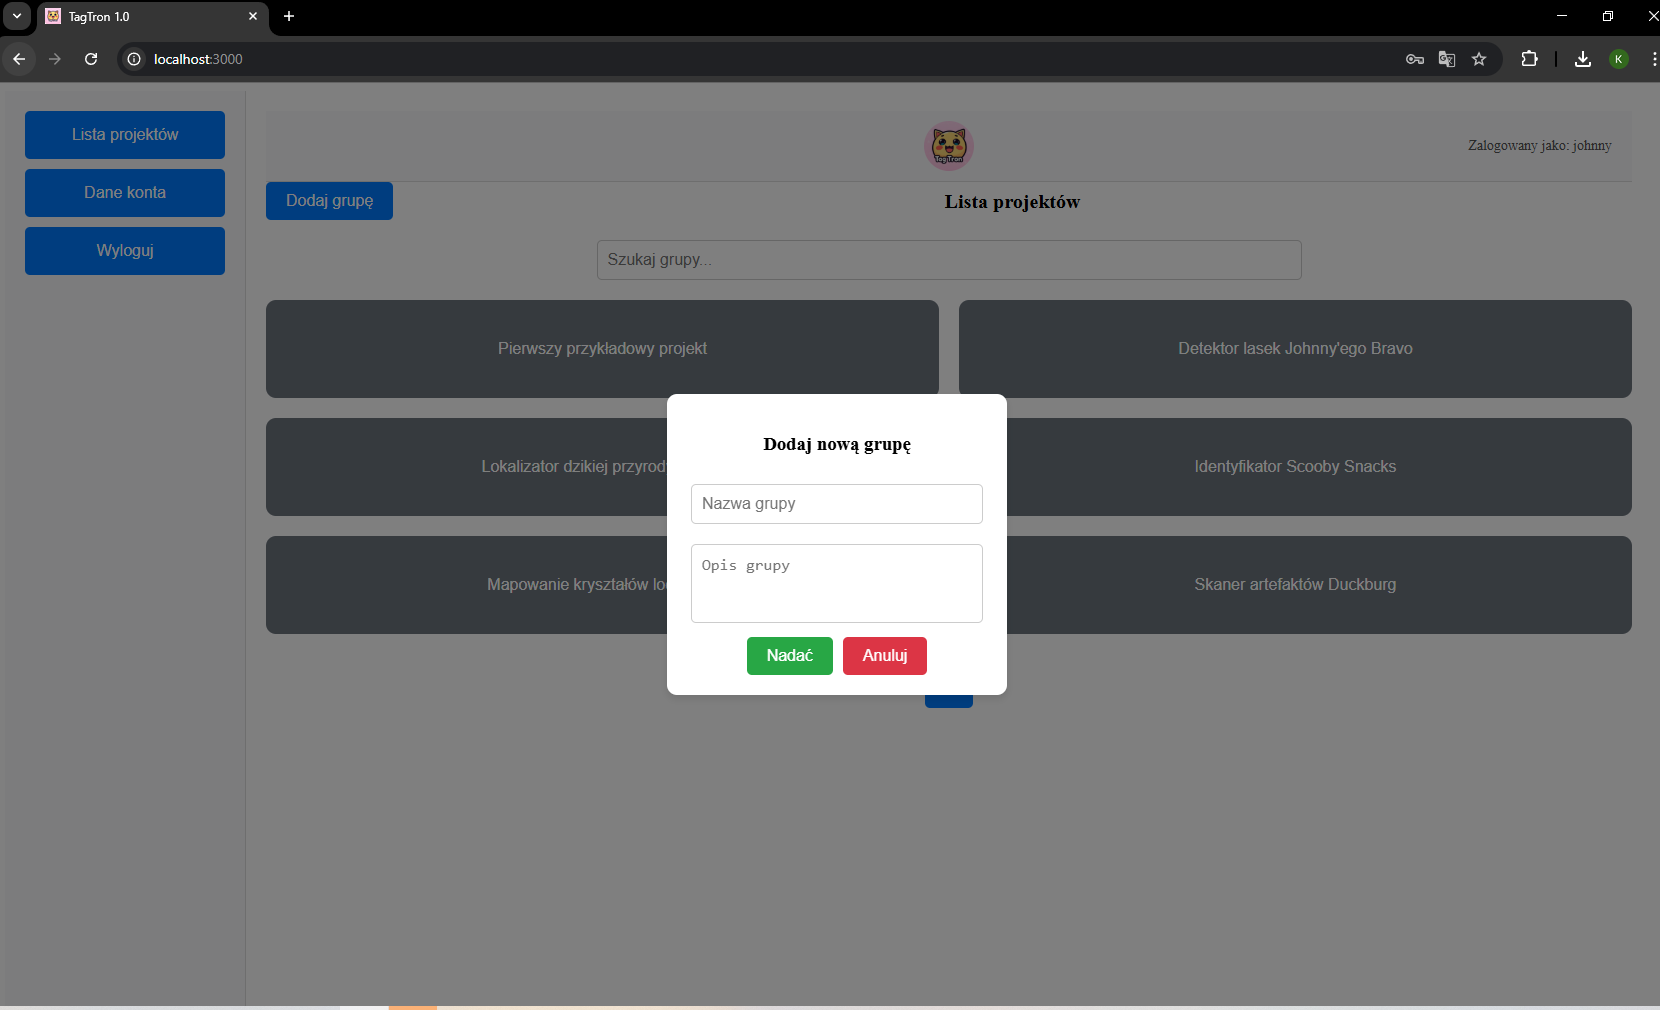 TagTron 1.0
localhost:3000
K
Lista projektów
Dane konta
Wyloguj
Tag Tron
Zalogowany jako: johnny
Dodaj grupę
Lista projektów
Szukaj grupy...
Pierwszy przykładowy projekt
Detektor lasek Johnny'ego Bravo
Lokalizator dzikiej przyrod
Identyfikator Scooby Snacks
Mapowanie kryształów lo
Skaner artefaktów Duckburg
Dodaj nową grupę
Nazwa grupy
Opis grupy
Nadać
Anuluj